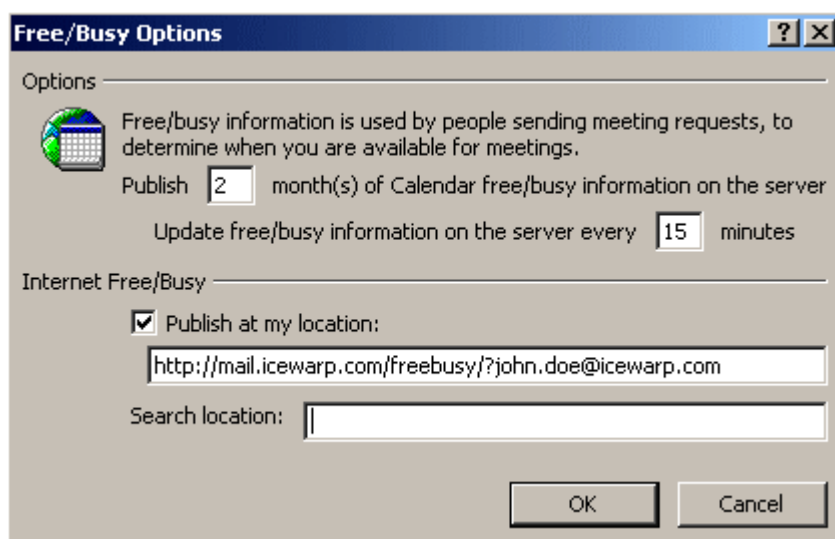 Free/Busy Options
Options
Free/busy information is used by people sending meeting requests, to
determine when you are available for meetings.
Publish 2 month(s) of Calendar free/busy information on the server
Update free/busy information on the server every 15 minutes
Internet Free/Busy
Publish at my location:
http://mail.icewarp.com/freebusy/?john.doe@icewarp.com
Search location:
OK Cancel